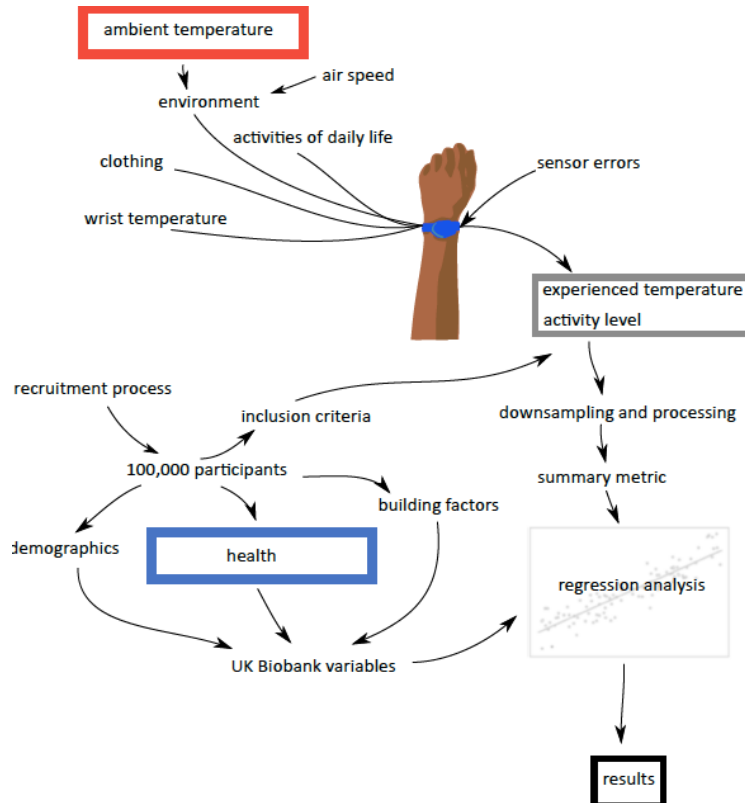 ambient temperature
air speed
environment
activities of daily life
clothing
sensor errors
wrist temperature
experienced temperature
activity level
recruitment process
inclusion criteria
downsampling and processing
100,000 participants
summary metric
building factors
demographics
health
regression analysis
UK Biobank variables
results